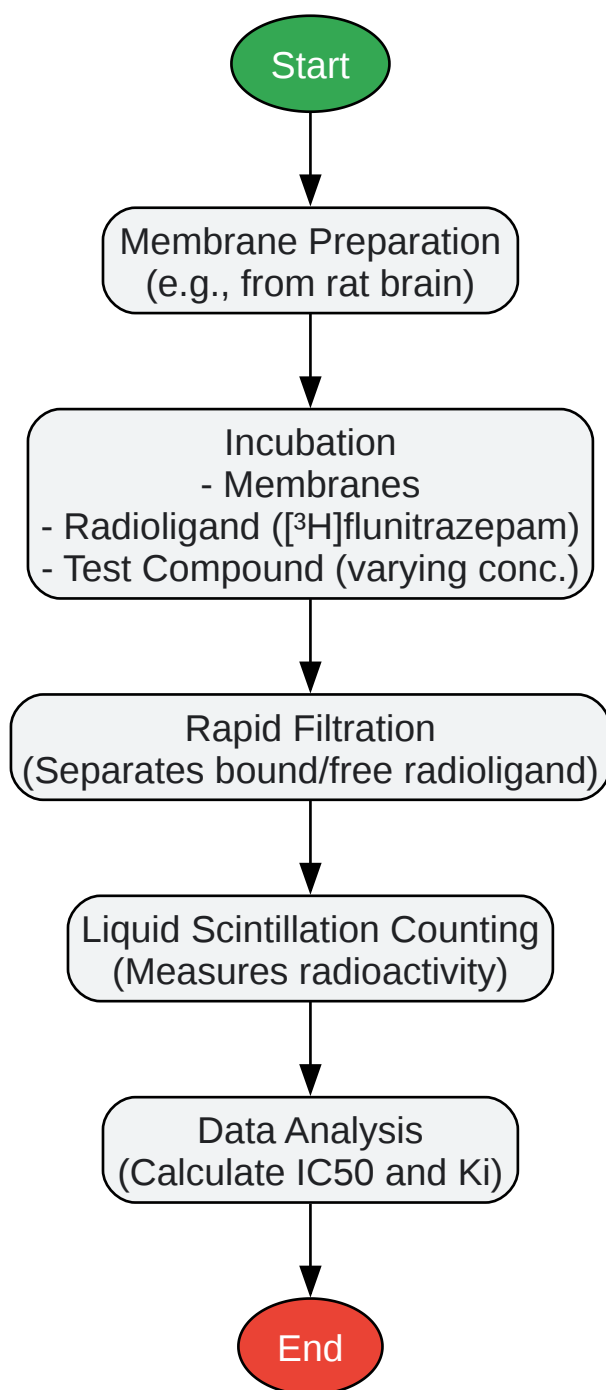 Start
Membrane Preparation
(e.g., from rat brain)
Incubation
- Membranes
- Radioligand ([³H]flunitrazepam)
- Test Compound (varying conc.)
Rapid Filtration
(Separates bound/free radioligand)
Liquid Scintillation Counting
(Measures radioactivity)
Data Analysis
(Calculate IC50 and Ki)
End